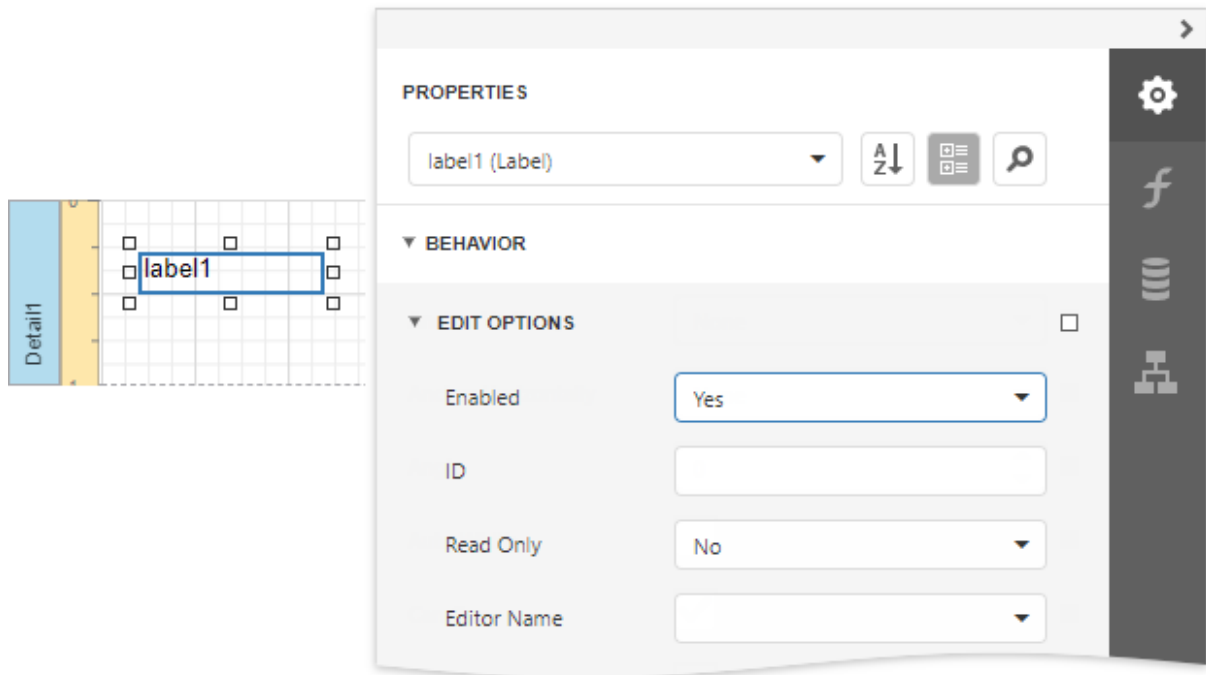 PROPERTIES
label1 (Label)
A
Z
BEHAVIOR
label1
Detail1
EDIT OPTIONS
Enabled
Yes
ID
Read Only
No
Editor Name